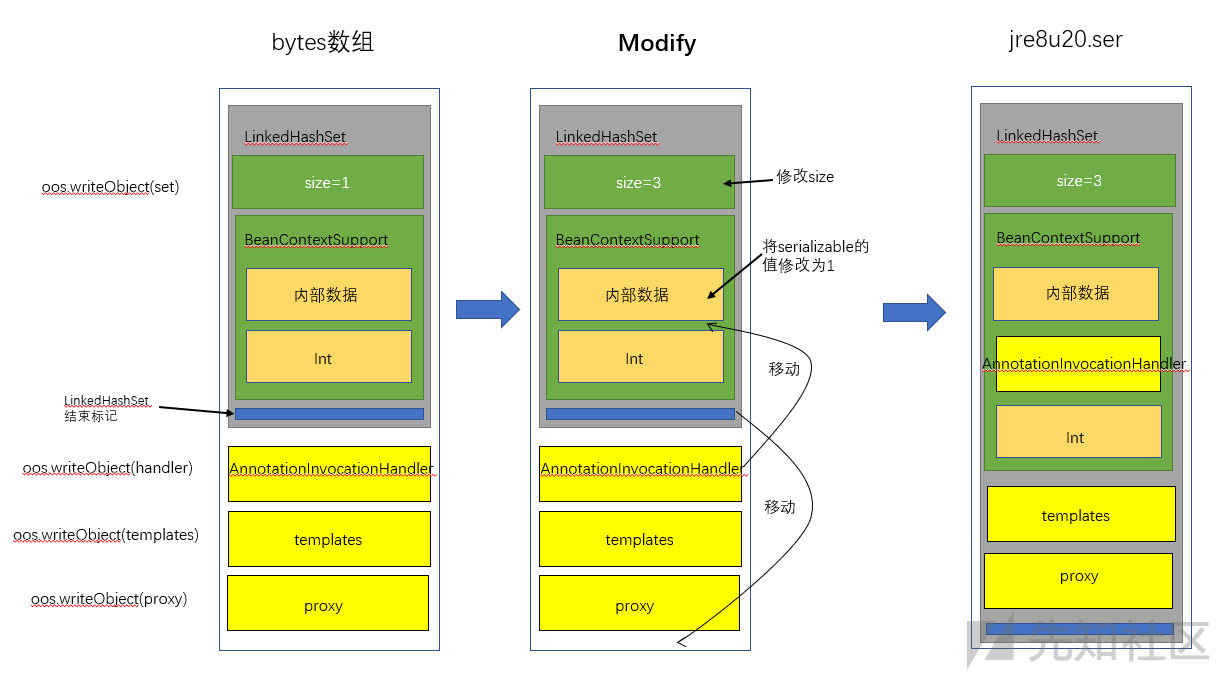 bytes数组
Modify
jre8u20.ser
oos.writeObject(set)
LinkedHashSet
结束标记
oos.writeObject(handler)
oos.writeObject(templates)
oos.writeObject(proxy)
LinkedHashSet
size=1
BeanContextSupport
内部数据
Int
AnnotationInvocationHandler
templates
proxy
LinkedHashSet
size=3
BeanContextSupport
内部数据
Int
AnnotationInvocationHandler
templates
proxy
修改size
将serializable的
值修改为1
移动
移动
LinkedHashSet
size=3
BeanContextSupport
内部数据
AnnotationInvocationHandler
Int
templates
proxy
先知社区